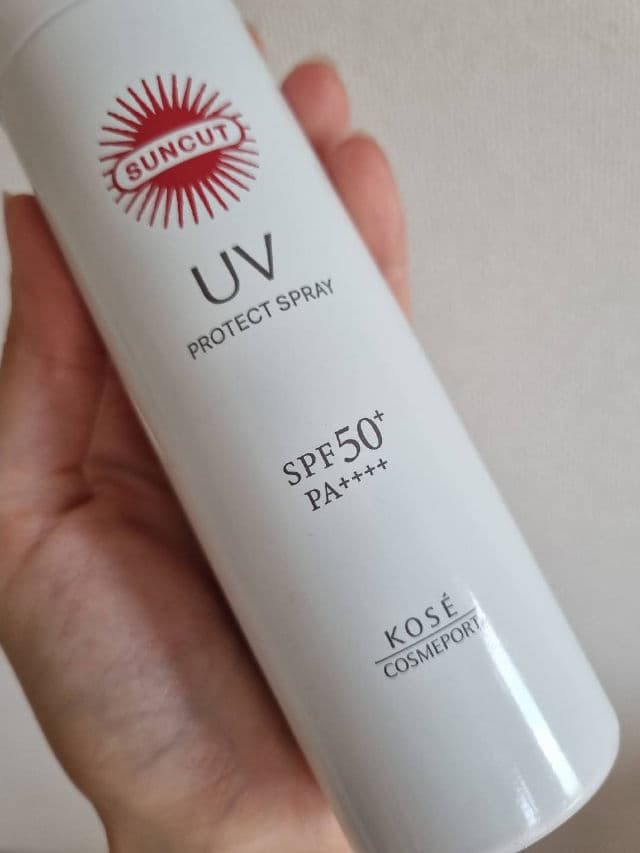 SUNCUT
UV
PROTECT SPRAY
SPF50+
PA++++
KOSÉ
COSMEPORT